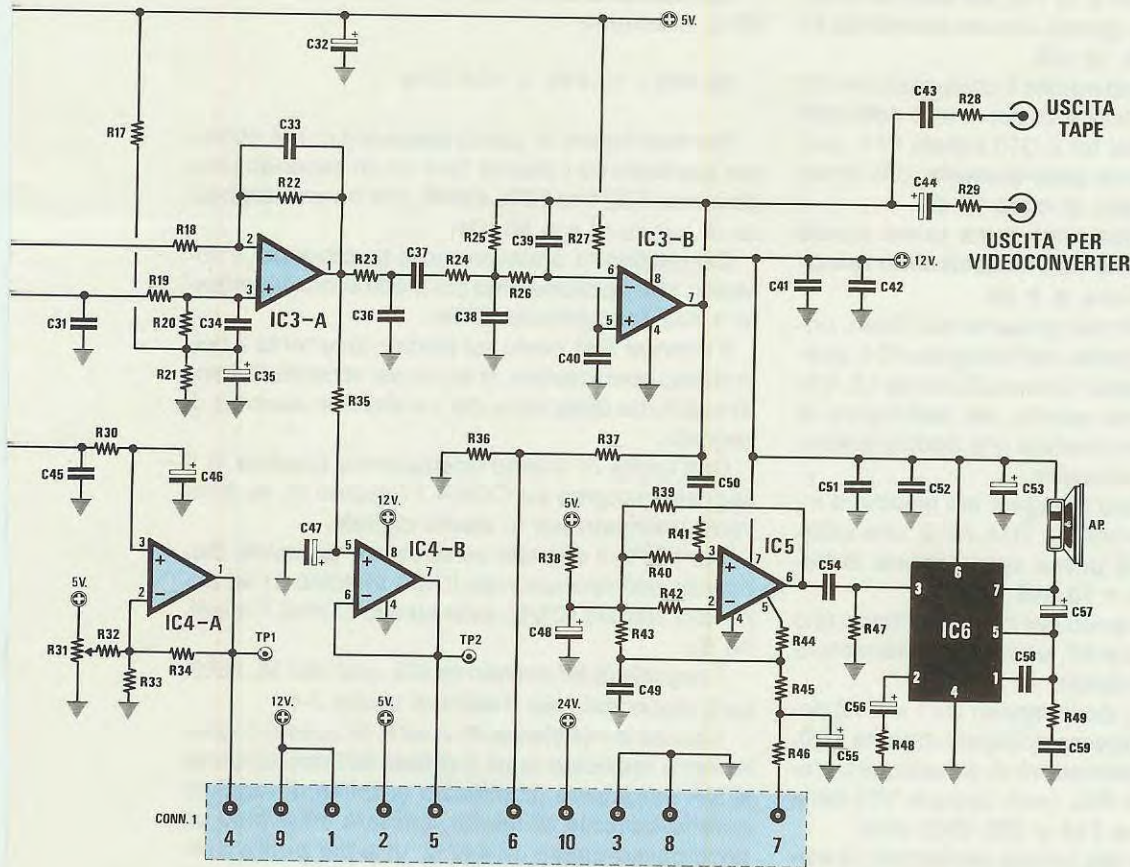 5V.
C32
R17
C33
R22
C43
R28
USCITA
TAPE
C44
R29
USCITA PER
VIDEOCONVERTER
R18
2
1
R19
3
IC3-A
C31
R20
C34
R21
C35
R23
C37
R24
R25
C39
R27
IC3-B
R26
6
8
7
5
4
C36
C38
C40
12V.
C41
C42
R35
R30
C45
C46
3
1
2
IC4-A
5V.
R31
R32
R33
R34
TP1
C47
12V.
5
8
7
6
4
IC4-B
TP2
R36
R37
C50
5V.
R38
R39
R41
R40
R42
C48
R43
C49
3
7
6
2
4
5
IC5
R44
R45
R46
C55
C54
R47
C51
C52
C53
AP.
3
6
7
5
1
2
4
IC6
C56
R48
C57
C58
R49
C59
12V.
5V.
24V.
CONN. 1
4
9
1
2
5
6
10
3
8
7